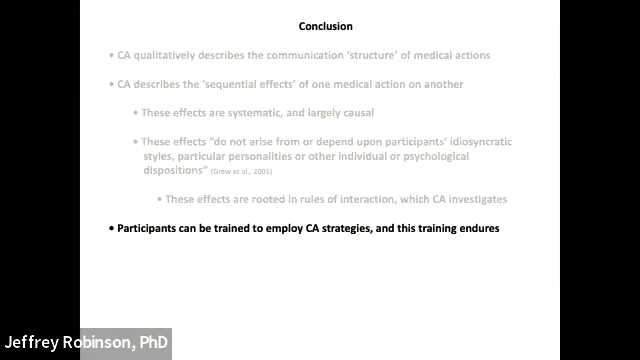 Conclusion
• CA qualitatively describes the communication ‘structure’ of medical actions
• CA describes the ‘sequential effects’ of one medical action on another
• These effects are systematic, and largely causal
• These effects “do not arise from or depend upon participants’ idiosyncratic
styles, particular personalities or other individual or psychological
dispositions” (Drew et al., 2001)
• These effects are rooted in rules of interaction, which CA investigates
• Participants can be trained to employ CA strategies, and this training endures
Jeffrey Robinson, PhD